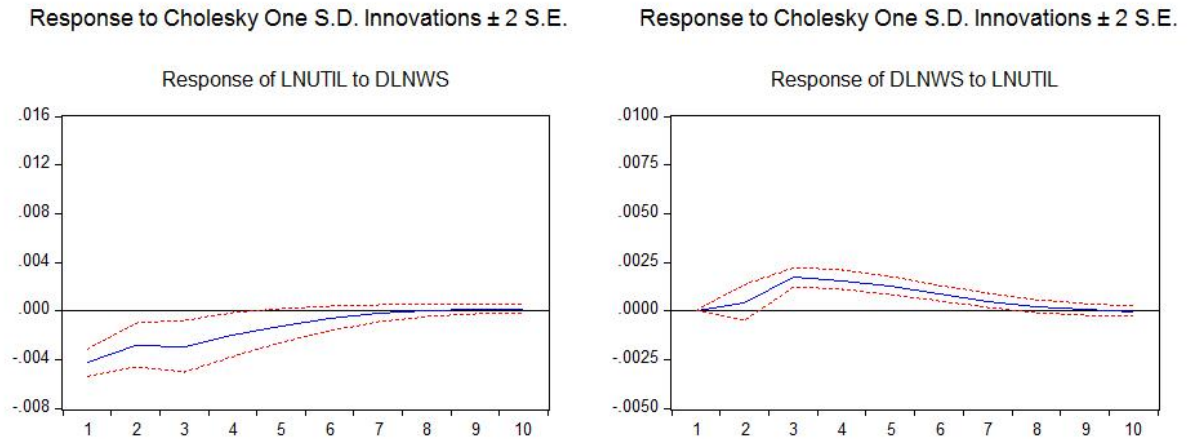 Response to Cholesky One S.D. Innovations ± 2 S.E.
Response of LNUTIL to DLNWS
.016
.012
.008
.004
.000
-.004
-.008
1 2 3 4 5 6 7 8 9 10
Response to Cholesky One S.D. Innovations ± 2 S.E.
Response of DLNWS to LNUTIL
.0100
.0075
.0050
.0025
.0000
-.0025
-.0050
1 2 3 4 5 6 7 8 9 10